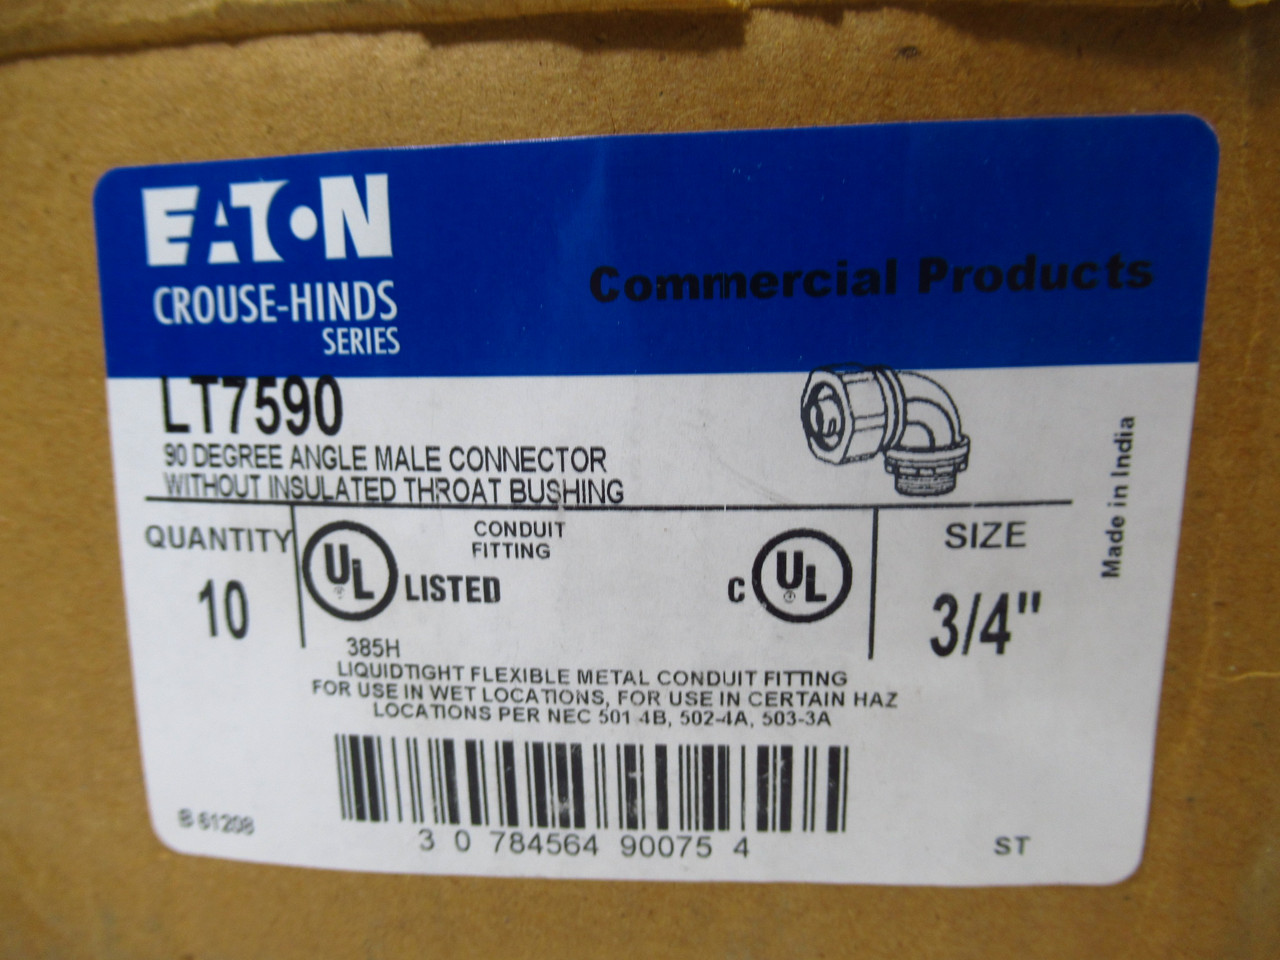 EATON
CROUSE-HINDS
SERIES
Commercial Products
LT7590
90 DEGREE ANGLE MALE CONNECTOR
WITHOUT INSULATED THROAT BUSHING
Made in India
QUANTITY
10
UL
LISTED
385H
CONDUIT
FITTING
C UL
SIZE
3/4"
LIQUIDTIGHT FLEXIBLE METAL CONDUIT FITTING
FOR USE IN WET LOCATIONS, FOR USE IN CERTAIN HAZ
LOCATIONS PER NEC 501 4B, 502-4A, 503-3A
3 0 784564 90075 4
B 61208
ST